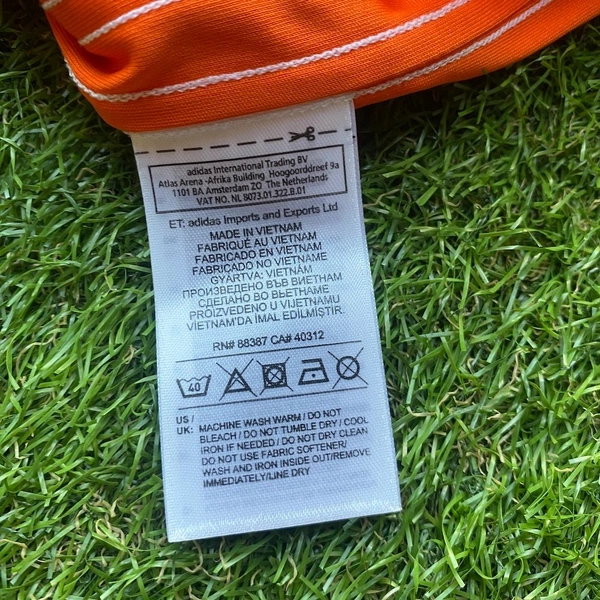 adidas International Trading BV
Atlas Arena -Afrika Building Hoogoorddreef 9a
1101 BA Amsterdam ZO The Netherlands
VAT NO. NL 8073.01.322.B.01
ET: adidas Imports and Exports Ltd
MADE IN VIETNAM
FABRIQUÉ AU VIETNAM
FABRICADO EN VIETNAM
FABRICADO NO VIETNAME
GYÁRTVA: VIETNÁM
ПРОИЗВЕДЕНО ВЪВ ВИЕТНАМ
СДЕЛАНО ВО ВЬЕТНАМЕ
PROIZVEDENO U VIJETNAMU
VIETNAM'DA İMAL EDİLMİŞTİR.
RN# 88387 CA# 40312
40
US /
UK: MACHINE WASH WARM / DO NOT
BLEACH / DO NOT TUMBLE DRY / COOL
IRON IF NEEDED / DO NOT DRY CLEAN
DO NOT USE FABRIC SOFTENER/
WASH AND IRON INSIDE OUT/REMOVE
IMMEDIATELY/LINE DRY